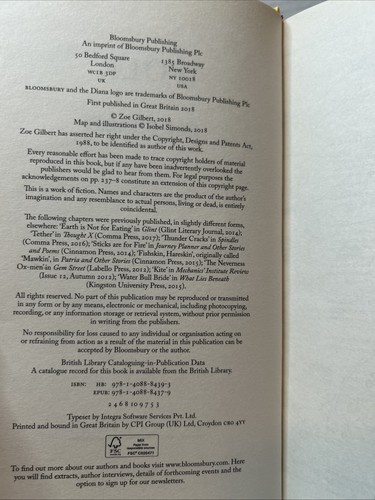 Bloomsbury Publishing
An imprint of Bloomsbury Publishing Plc
50 Bedford Square
London
WC1B 3DP
UK
1385 Broadway
New York
NY 10018
USA
BLOOMSBURY and the Diana logo are trademarks of Bloomsbury Publishing Plc
First published in Great Britain 2018
© Zoe Gilbert, 2018
Map and illustrations © Isobel Simonds, 2018
Zoe Gilbert has asserted her right under the Copyright, Designs and Patents Act,
1988, to be identified as author of this work.
Every reasonable effort has been made to trace copyright holders of material
reproduced in this book, but if any have been inadvertently overlooked the
publishers would be glad to hear from them. For legal purposes the
acknowledgements on pp. 237–8 constitute an extension of this copyright page.
This is a work of fiction. Names and characters are the product of the author's
imagination and any resemblance to actual persons, living or dead, is entirely
coincidental.
The following chapters were previously published, in slightly different forms,
elsewhere: 'Earth is Not for Eating' in Glint (Glint Literary Journal, 2014);
'Tether' in Thought X (Comma Press, 2017); 'Thunder Cracks' in Spindles
(Comma Press, 2016); 'Sticks are for Fire' in Journey Planner and Other Stories
and Poems (Cinnamon Press, 2014); 'Fishskin, Hareskin', originally called
'Mawkin', in Patria and Other Stories (Cinnamon Press, 2015); 'The Neverness
Ox-men' in Gem Street (Labello Press, 2012); 'Kite' in Mechanics' Institute Review
(Issue 12, Autumn 2012); 'Water Bull Bride' in What Lies Beneath
(Kingston University Press, 2015).
All rights reserved. No part of this publication may be reproduced or transmitted
in any form or by any means, electronic or mechanical, including photocopying,
recording, or any information storage or retrieval system, without prior permission
in writing from the publishers.
No responsibility for loss caused to any individual or organisation acting on
or refraining from action as a result of the material in this publication can be
accepted by Bloomsbury or the author.
British Library Cataloguing-in-Publication Data
A catalogue record for this book is available from the British Library.
ISBN: HB: 978-1-4088-8439-3
EPUB: 978-1-4088-8437-9
2 4 6 8 10 9 7 5 3
Typeset by Integra Software Services Pvt. Ltd.
Printed and bound in Great Britain by CPI Group (UK) Ltd, Croydon CR0 4YY
FSC
MIX
FSC®
To find out more about our authors and books visit www.bloomsbury.com. Here
you will find extracts, author interviews, details of forthcoming events and the
option to sign up for our newsletters.